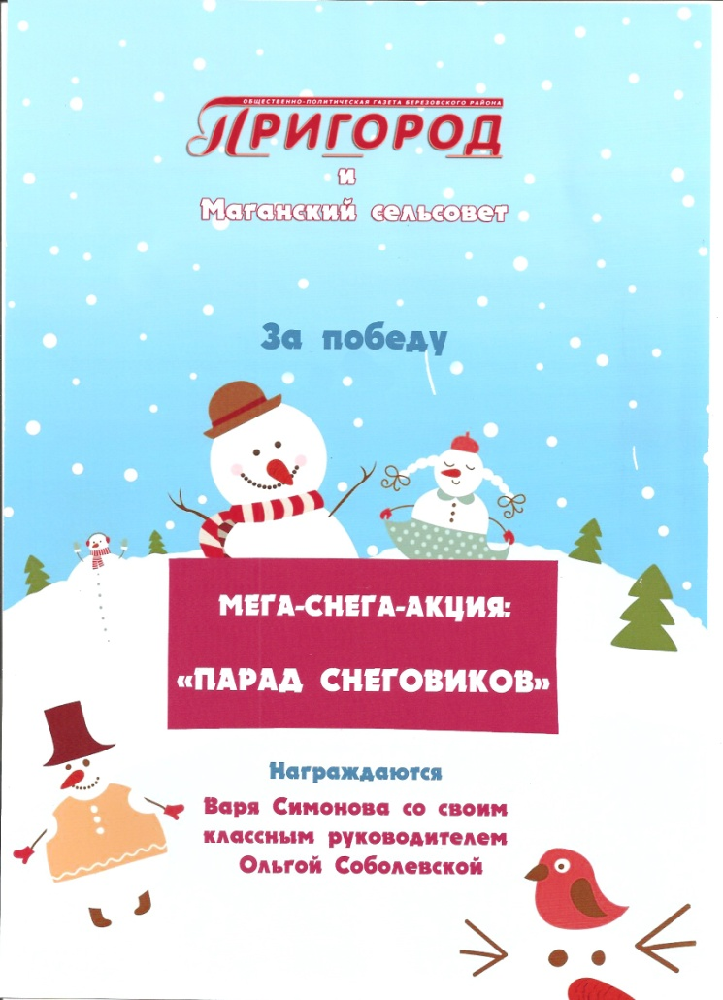 ОБЩЕСТВЕННО-ПОЛИТИЧЕСКАЯ ГАЗЕТА БЕРЕЗОВСКОГО РАЙОНА
ПРИГОРОД
и
Маганский сельсовет
За победу
МЕГА-СНЕГА-АКЦИЯ:
«ПАРАД СНЕГОВИКОВ»
Награждаются
Варя Симонова со своим
классным руководителем
Ольгой Соболевской